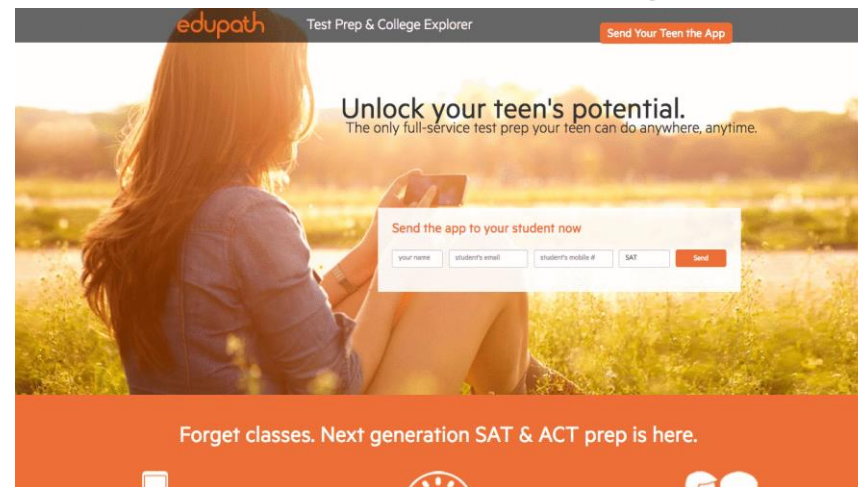 edupath
Test Prep & College Explorer
Send Your Teen the App
Unlock your teen's potential.
The only full-service test prep your teen can do anywhere, anytime.
Send the app to your student now
your name
student's email
student's mobile #
SAT
Send
Forget classes. Next generation SAT & ACT prep is here.